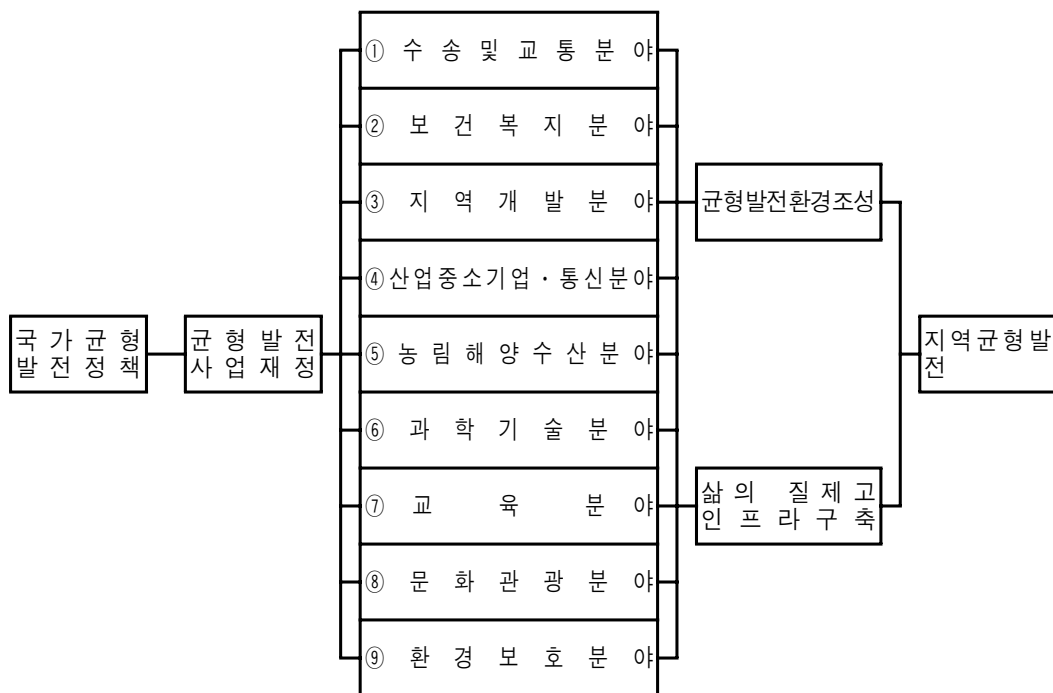 국가균형
발전정책
균형발전
사업재정
① 수송및교통분야
② 보건복지분야
③ 지역개발분야
④산업중소기업・통신분야
⑤ 농림해양수산분야
⑥ 과학기술분야
⑦ 교육분야
⑧ 문화관광분야
⑨ 환경보호분야
균형발전환경조성
삶의 질제고
인프라구축
지역균형발
전